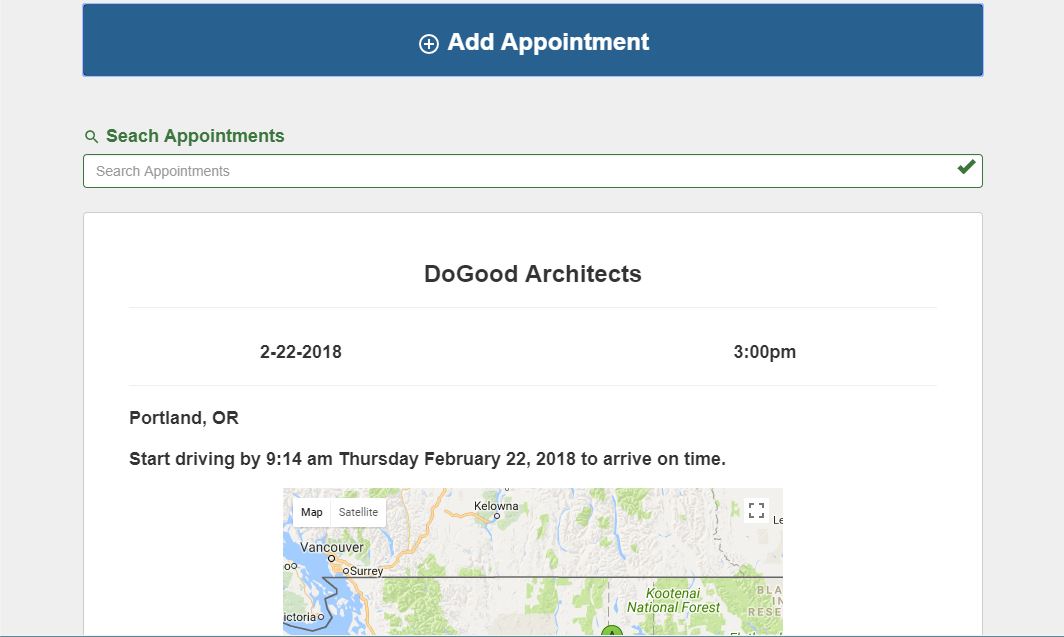 Add Appointment
Seach Appointments
Search Appointments
DoGood Architects
2-22-2018 3:00pm
Portland, OR
Start driving by 9:14 am Thursday February 22, 2018 to arrive on time.
Kelowna
Map Satellite
Le
Vancouver
Surrey
Kootenai
National Forest
BLA
IN
RESE
ictoria